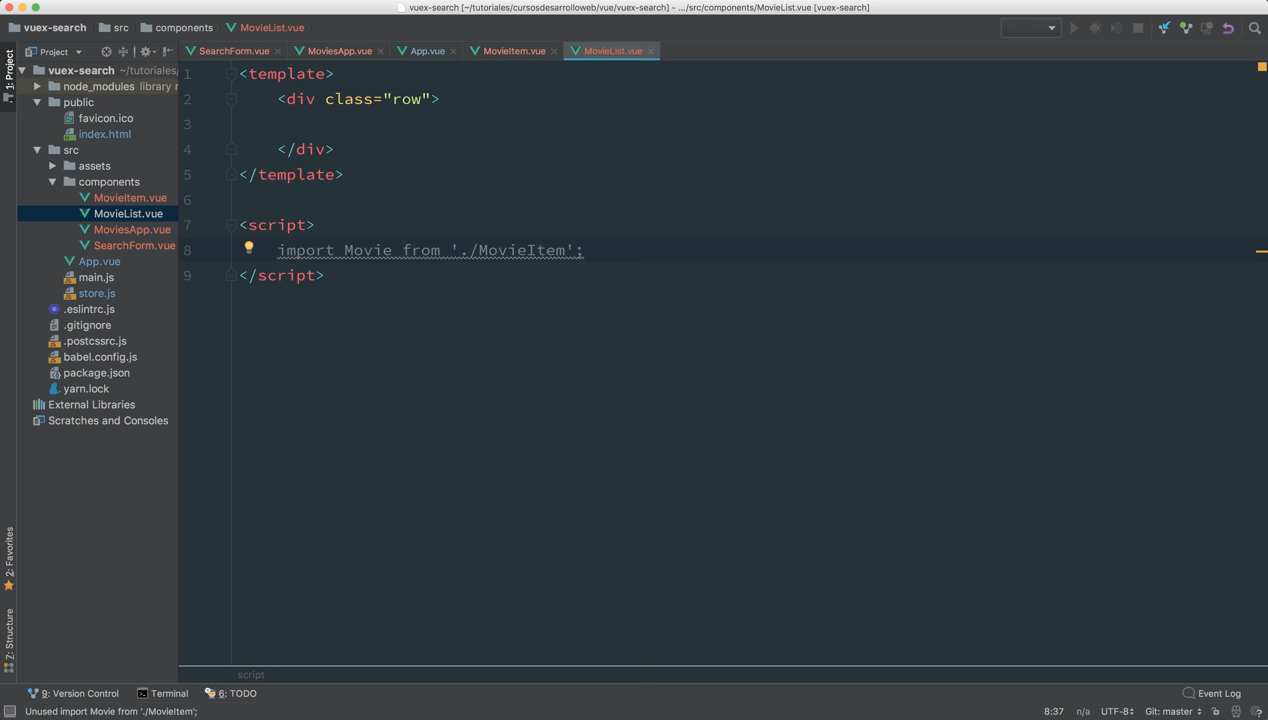 vuex-search [~/tutoriales/cursosdesarrolloweb/vue/vuex-search] - .../src/components/MovieList.vue [vuex-search]
vuex-search src components MovieList.vue
Project
SearchForm.vue MoviesApp.vue App.vue MovieItem.vue MovieList.vue
1: Project
vuex-search ~/tutoriales/
node_modules library r
public
favicon.ico
index.html
src
assets
components
MovieItem.vue
MovieList.vue
MoviesApp.vue
SearchForm.vue
App.vue
main.js
store.js
.eslintrc.js
.gitignore
.postcssrc.js
babel.config.js
package.json
yarn.lock
External Libraries
Scratches and Consoles
2: Favorites
Z: Structure
1 <template>
2 <div class="row">
3
4 </div>
5 </template>
6
7 <script>
8 import Movie from './MovieItem';
9 </script>
script
9: Version Control Terminal 6: TODO Event Log
Unused import Movie from './MovieItem'; 8:37 n/a UTF-8 Git: master